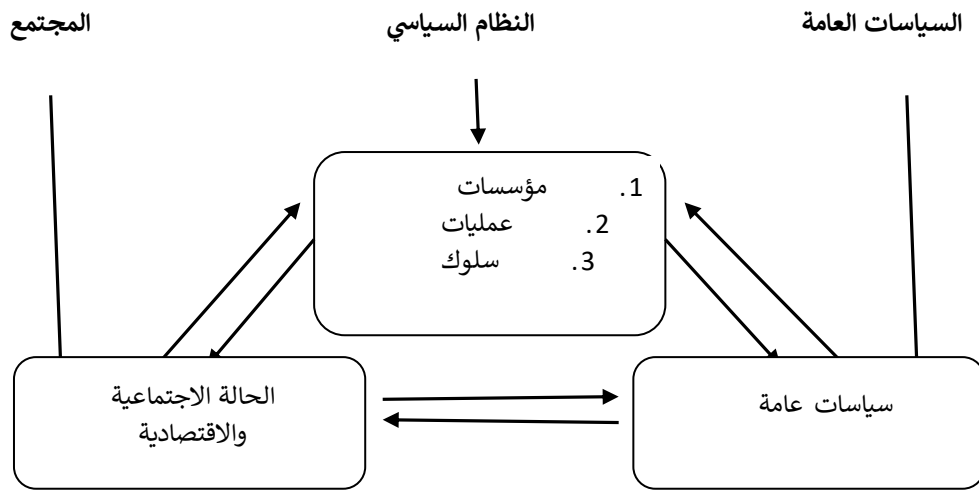 السياسات العامة
النظام السياسي
المجتمع
1. مؤسسات
2. عمليات
3. سلوك
سياسات عامة
الحالة الاجتماعية
والاقتصادية